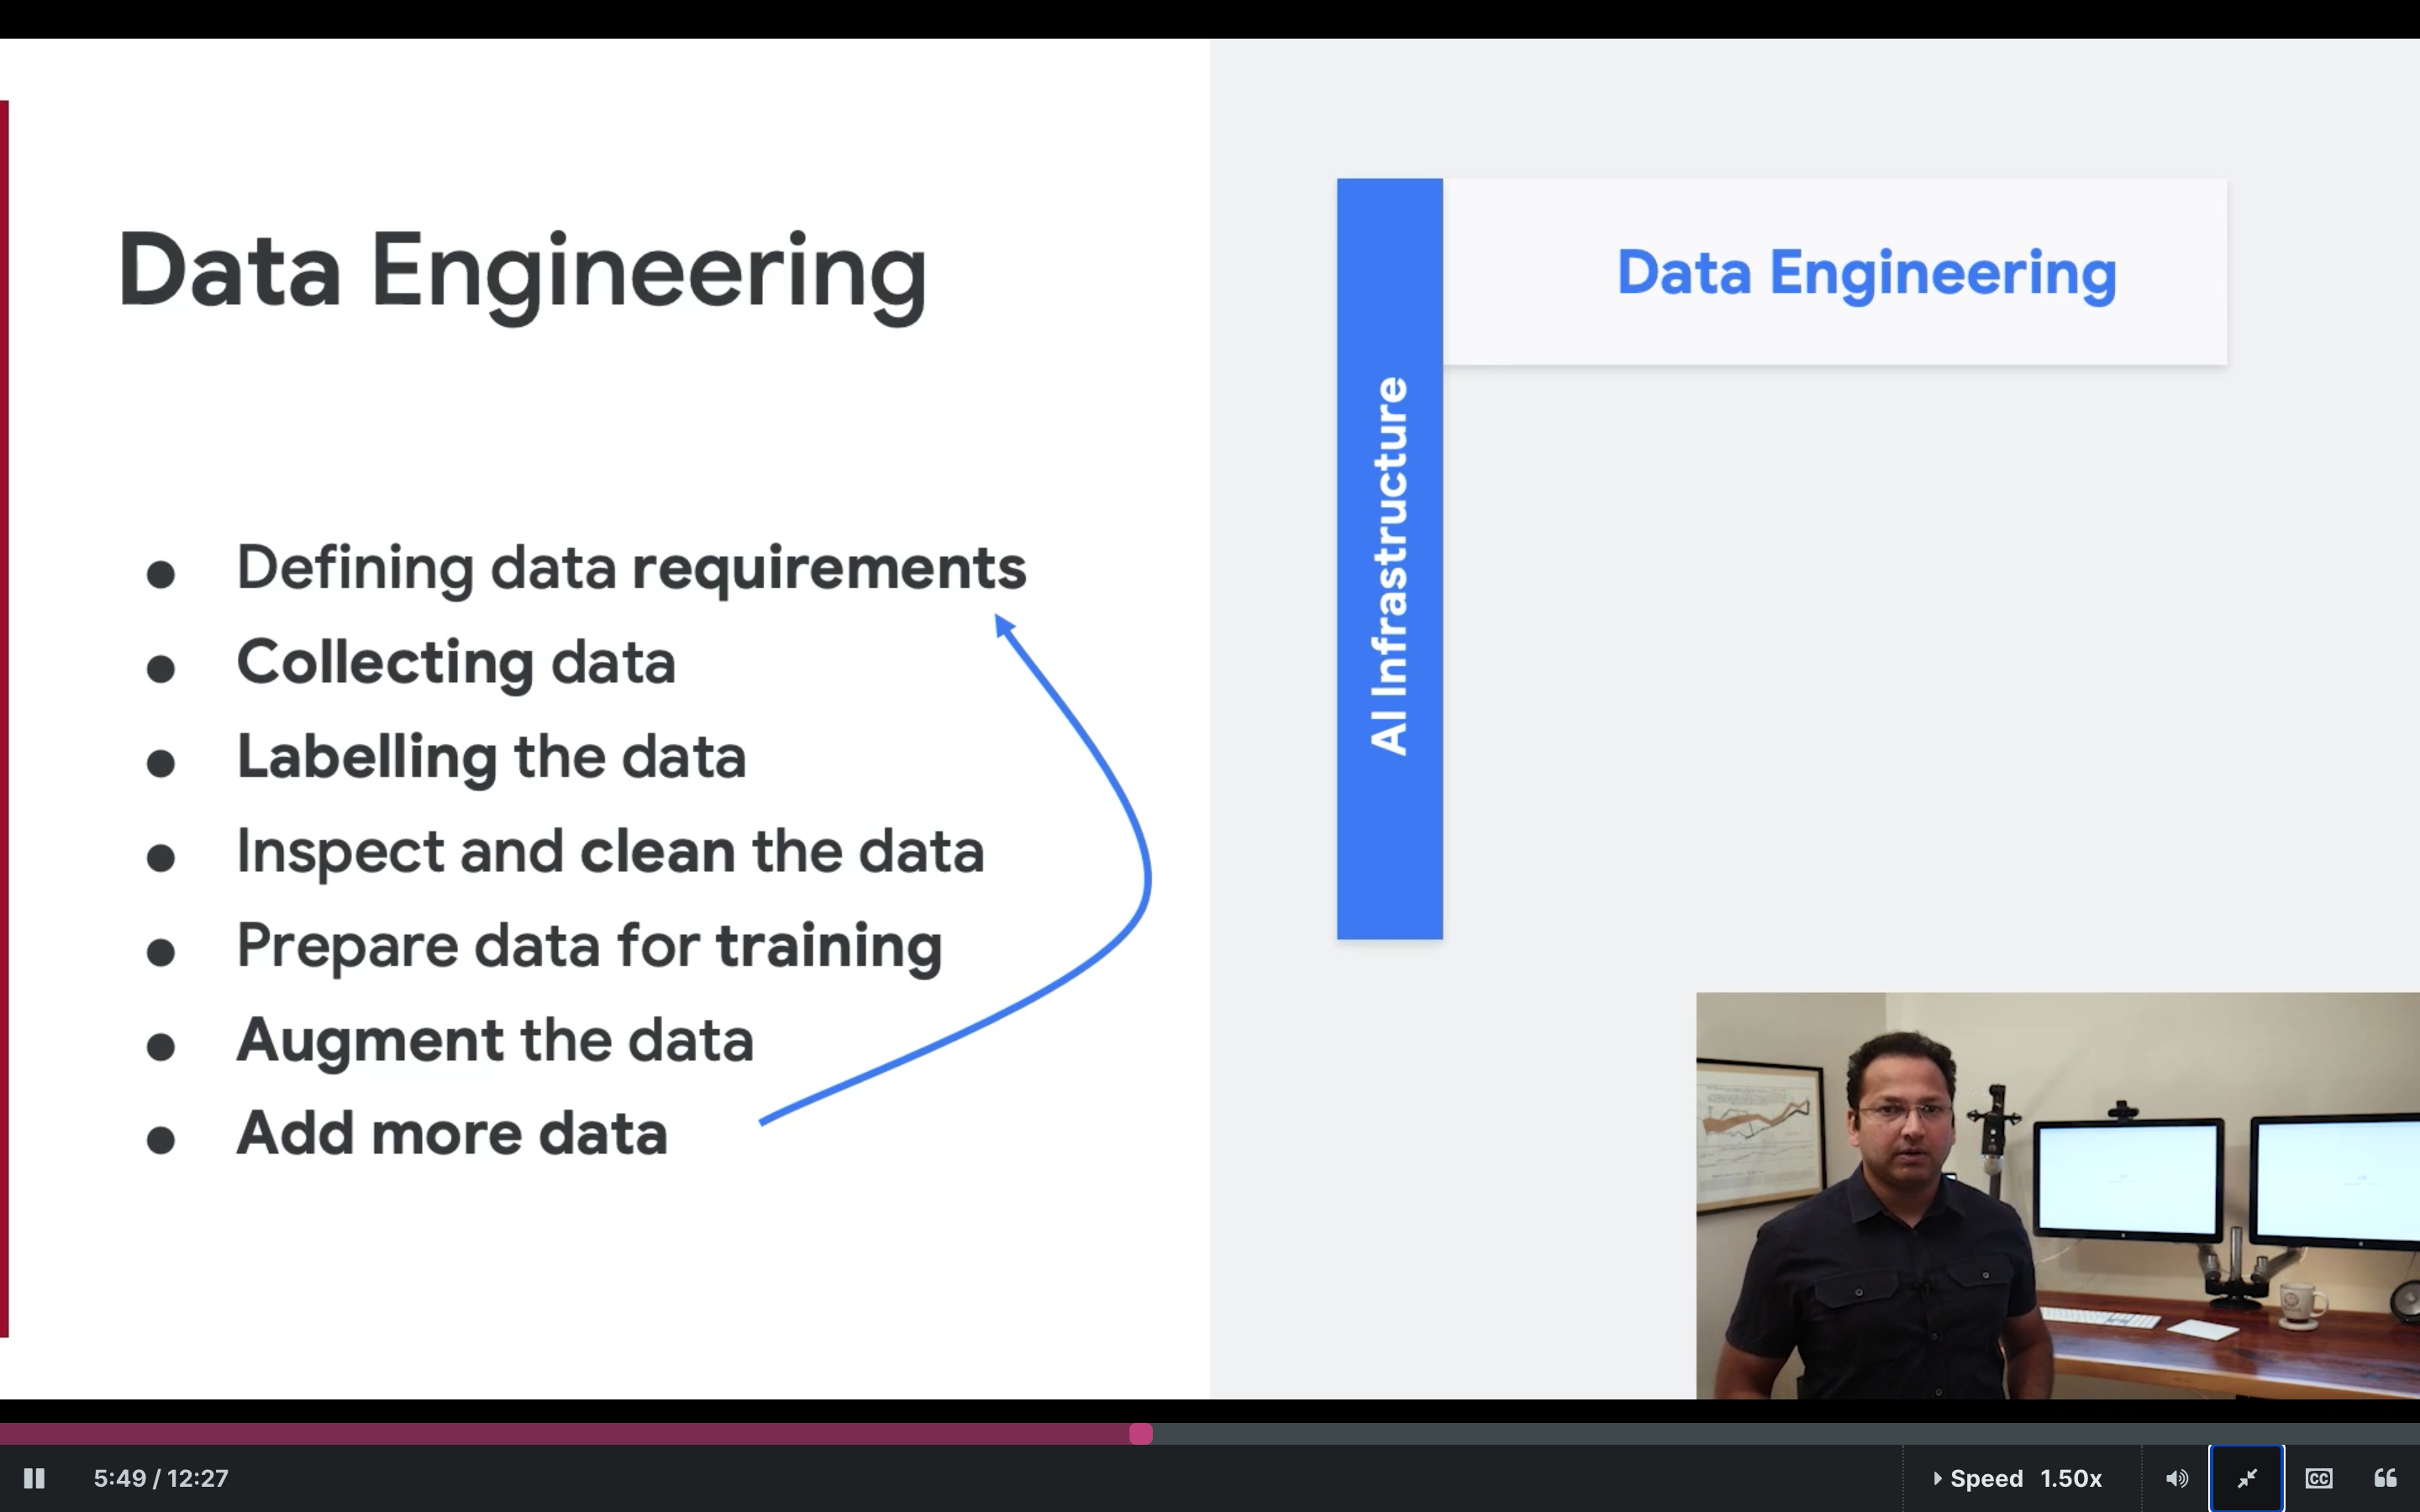 Data Engineering
● Defining data requirements
● Collecting data
● Labelling the data
● Inspect and clean the data
● Prepare data for training
● Augment the data
● Add more data
AI Infrastructure
Data Engineering
5:49 / 12:27
Speed 1.50x
CC